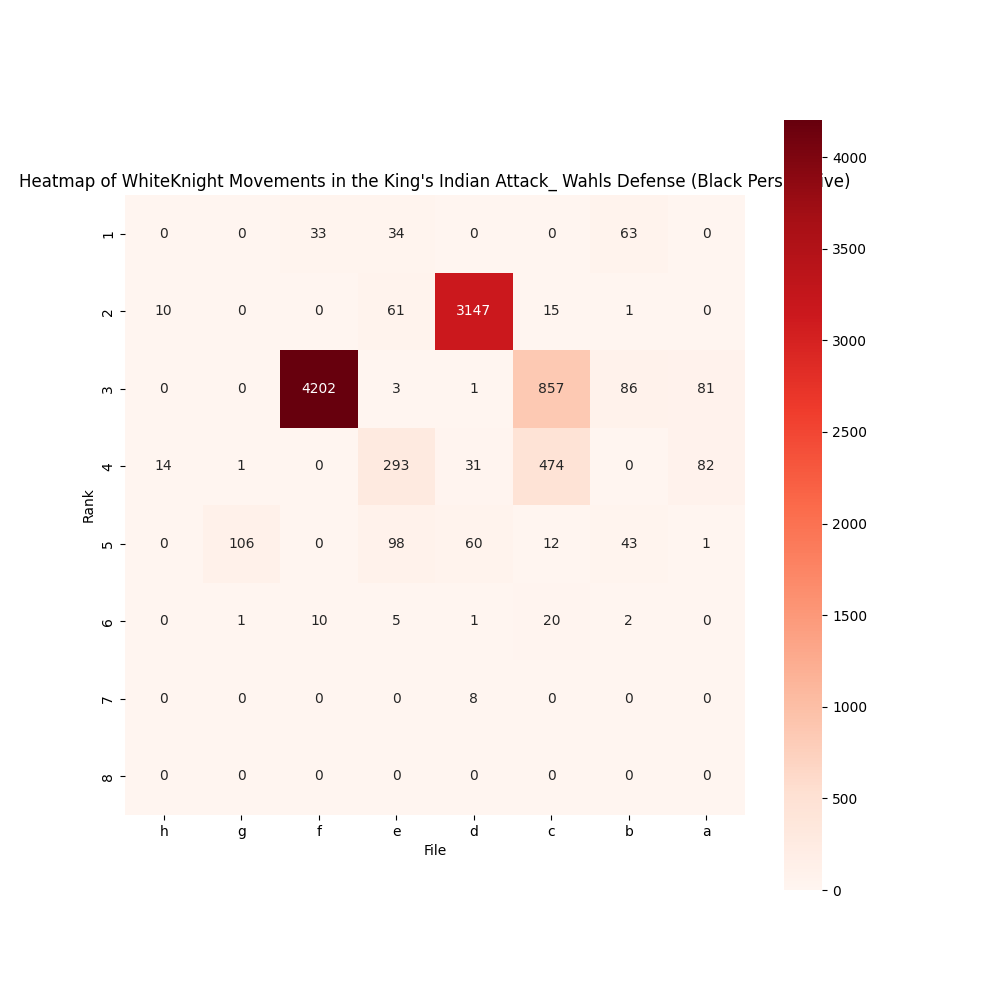 Heatmap of WhiteKnight Movements in the King's Indian Attack_ Wahls Defense (Black Pers ive)
4000
3500
3000
2500
2000
1500
1000
500
0
Rank
1 0 0 33 34 0 0 63 0
2 10 0 0 61 3147 15 1 0
3 0 0 4202 3 1 857 86 81
4 14 1 0 293 31 474 0 82
5 0 106 0 98 60 12 43 1
6 0 1 10 5 1 20 2 0
7 0 0 0 0 8 0 0 0
8 0 0 0 0 0 0 0 0
h g f e d c b a
File